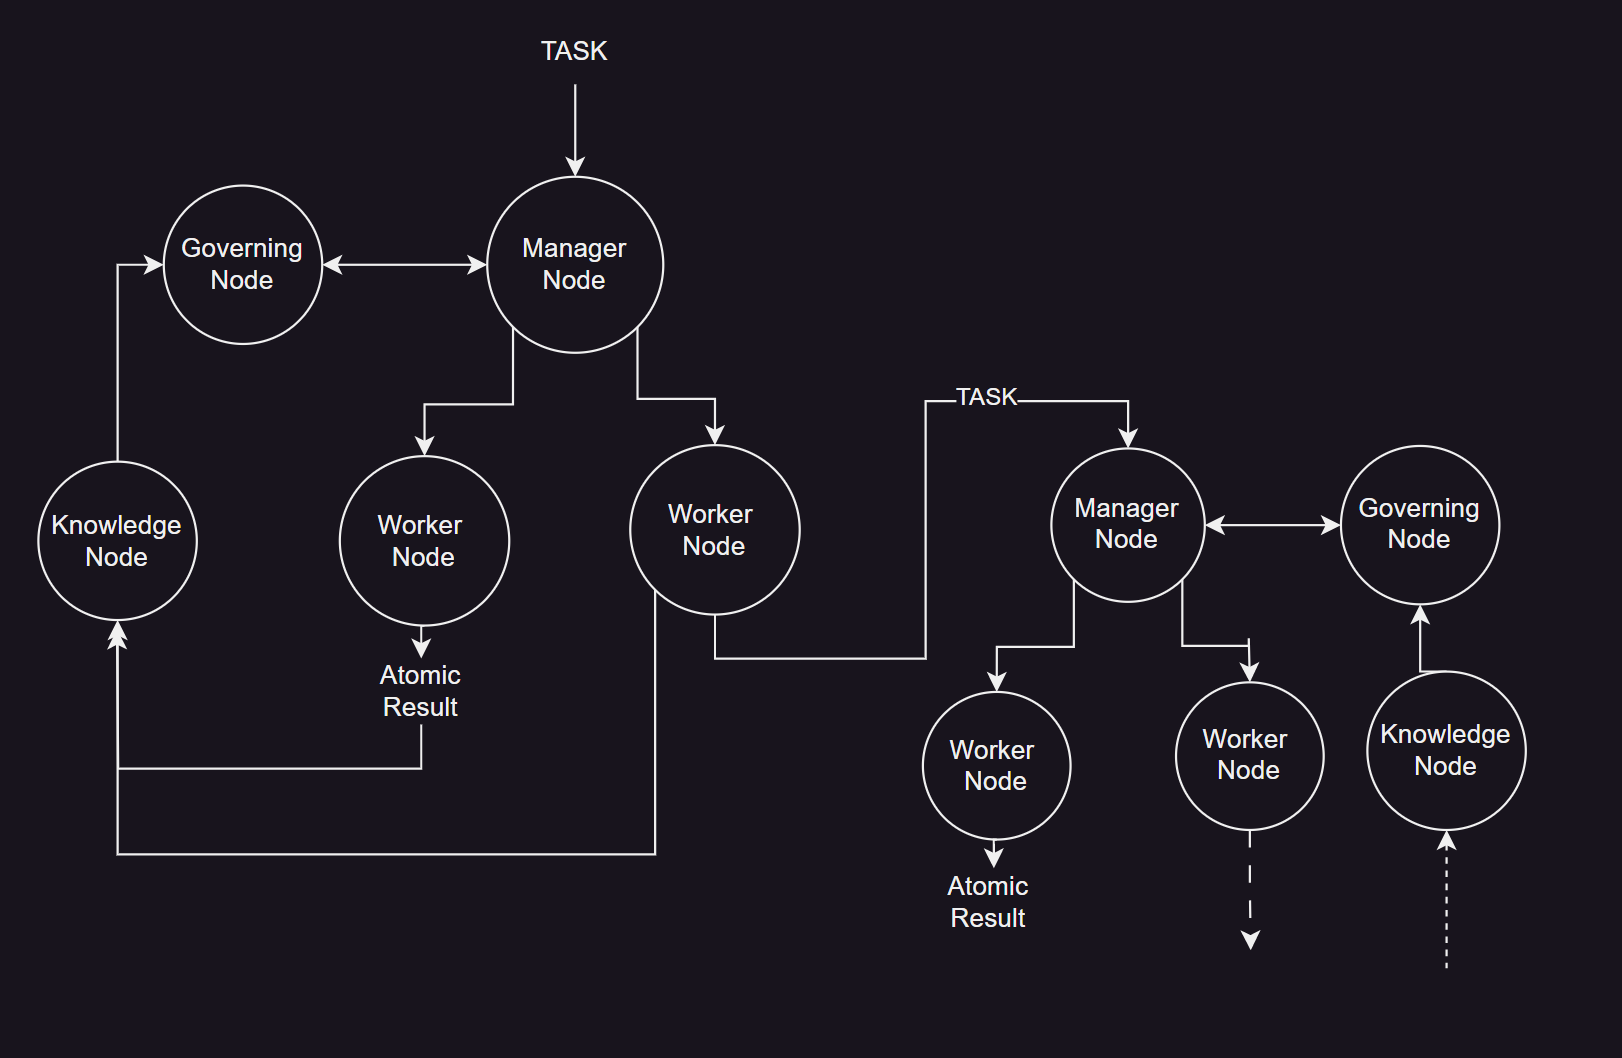 TASK
Governing
Node
Manager
Node
Knowledge
Node
Worker
Node
Worker
Node
Atomic
Result
TASK
Manager
Node
Governing
Node
Worker
Node
Worker
Node
Knowledge
Node
Atomic
Result